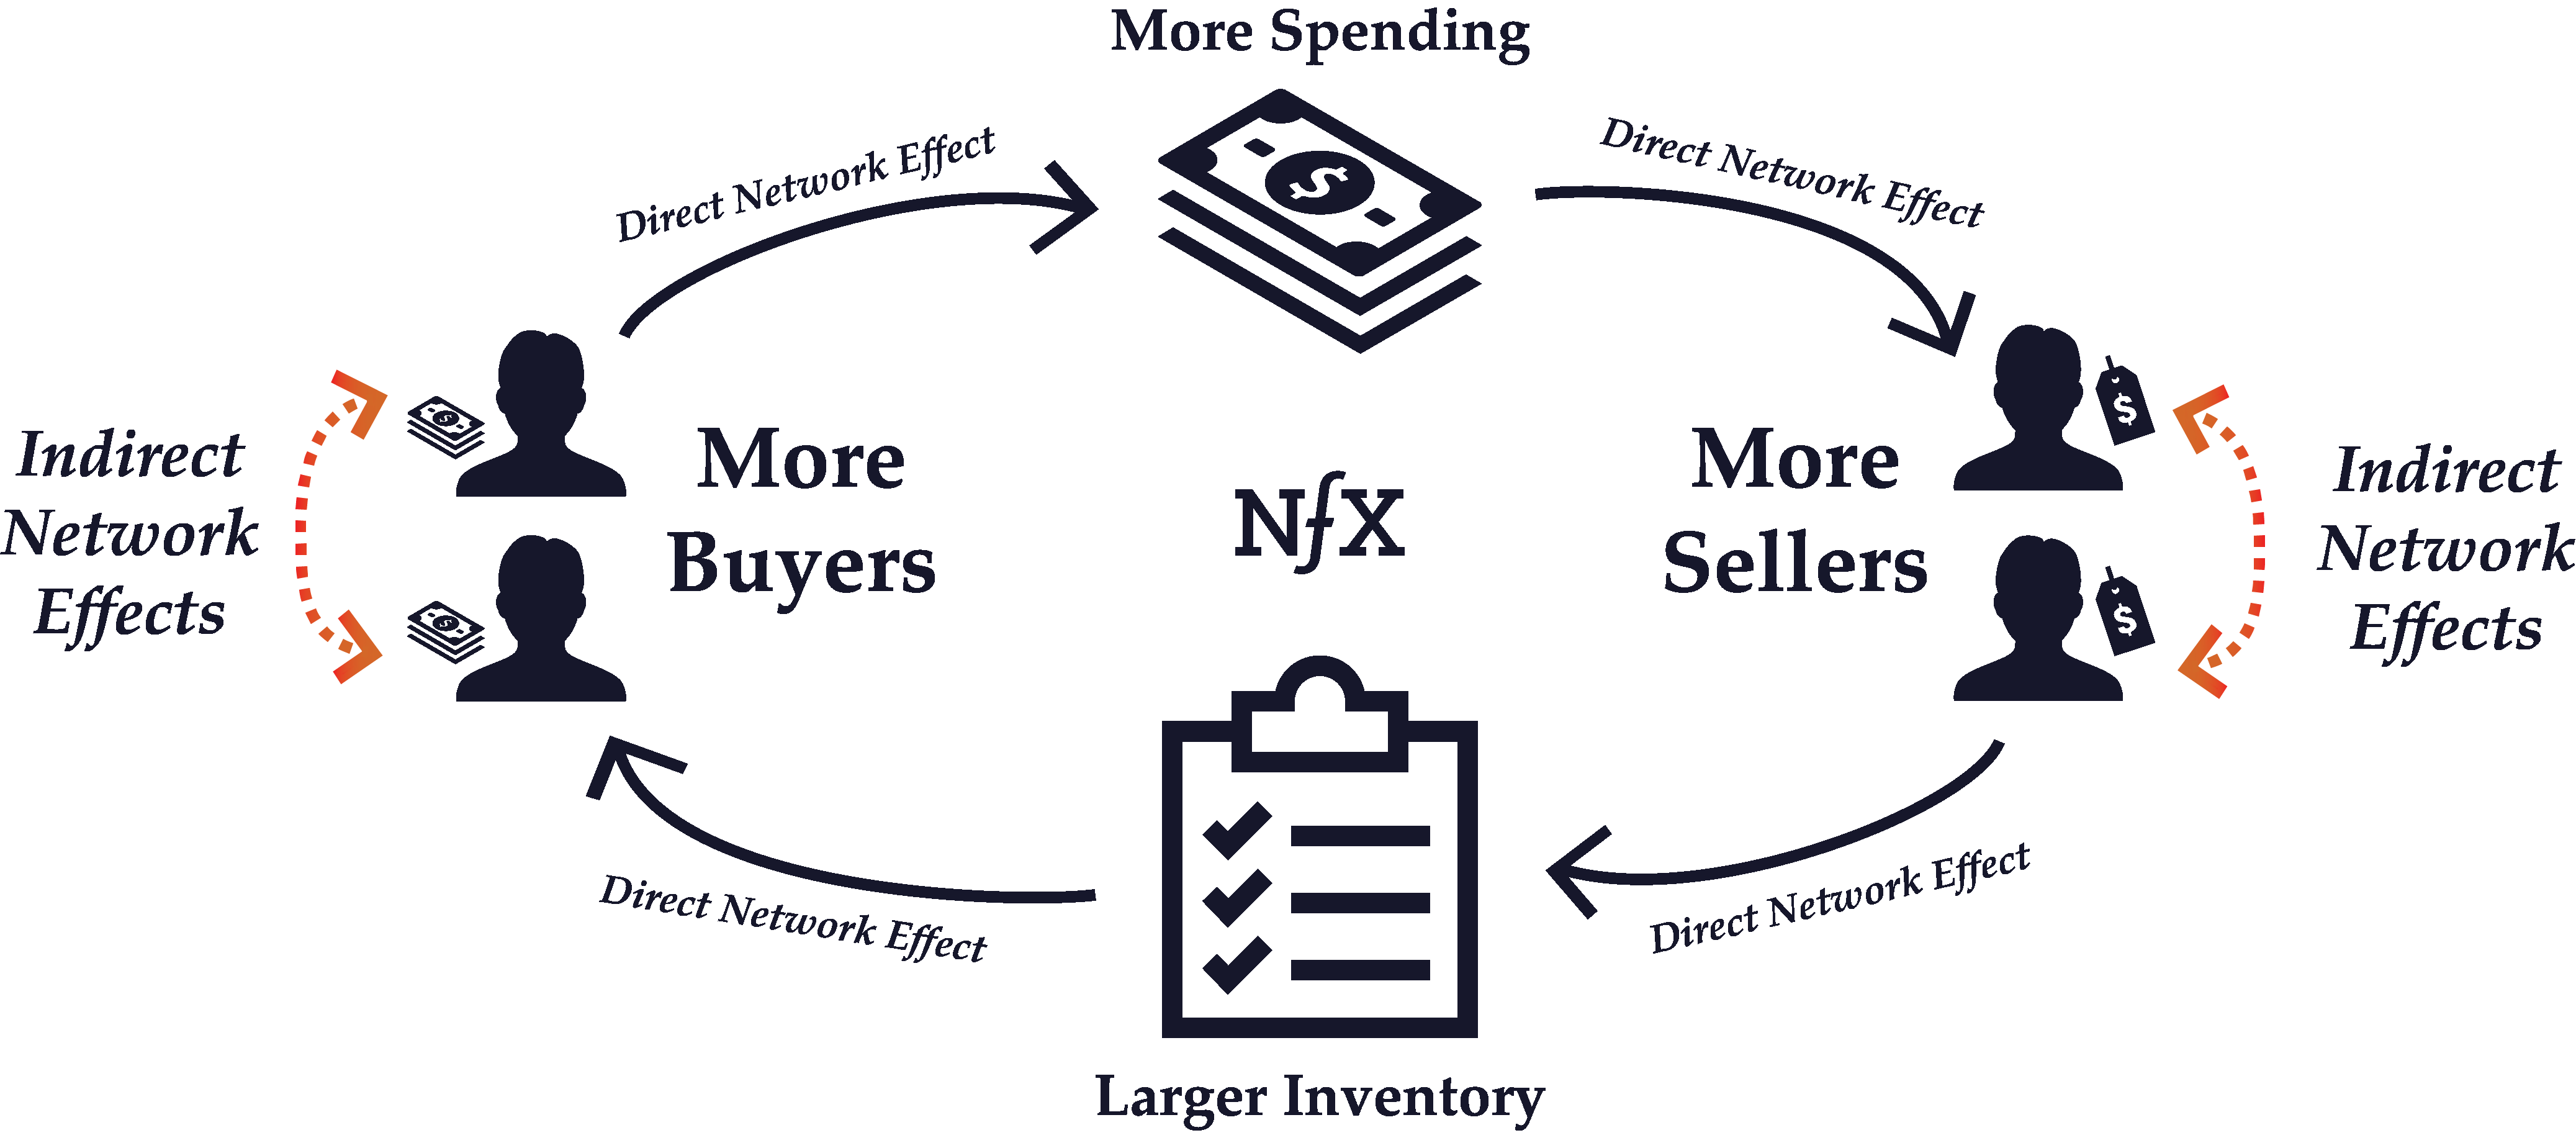 More Spending
Direct Network Effect
Direct Network Effect
Indirect
Network
Effects
More
Buyers
NfX
More
Sellers
Indirect
Network
Effects
Direct Network Effect
Direct Network Effect
Larger Inventory